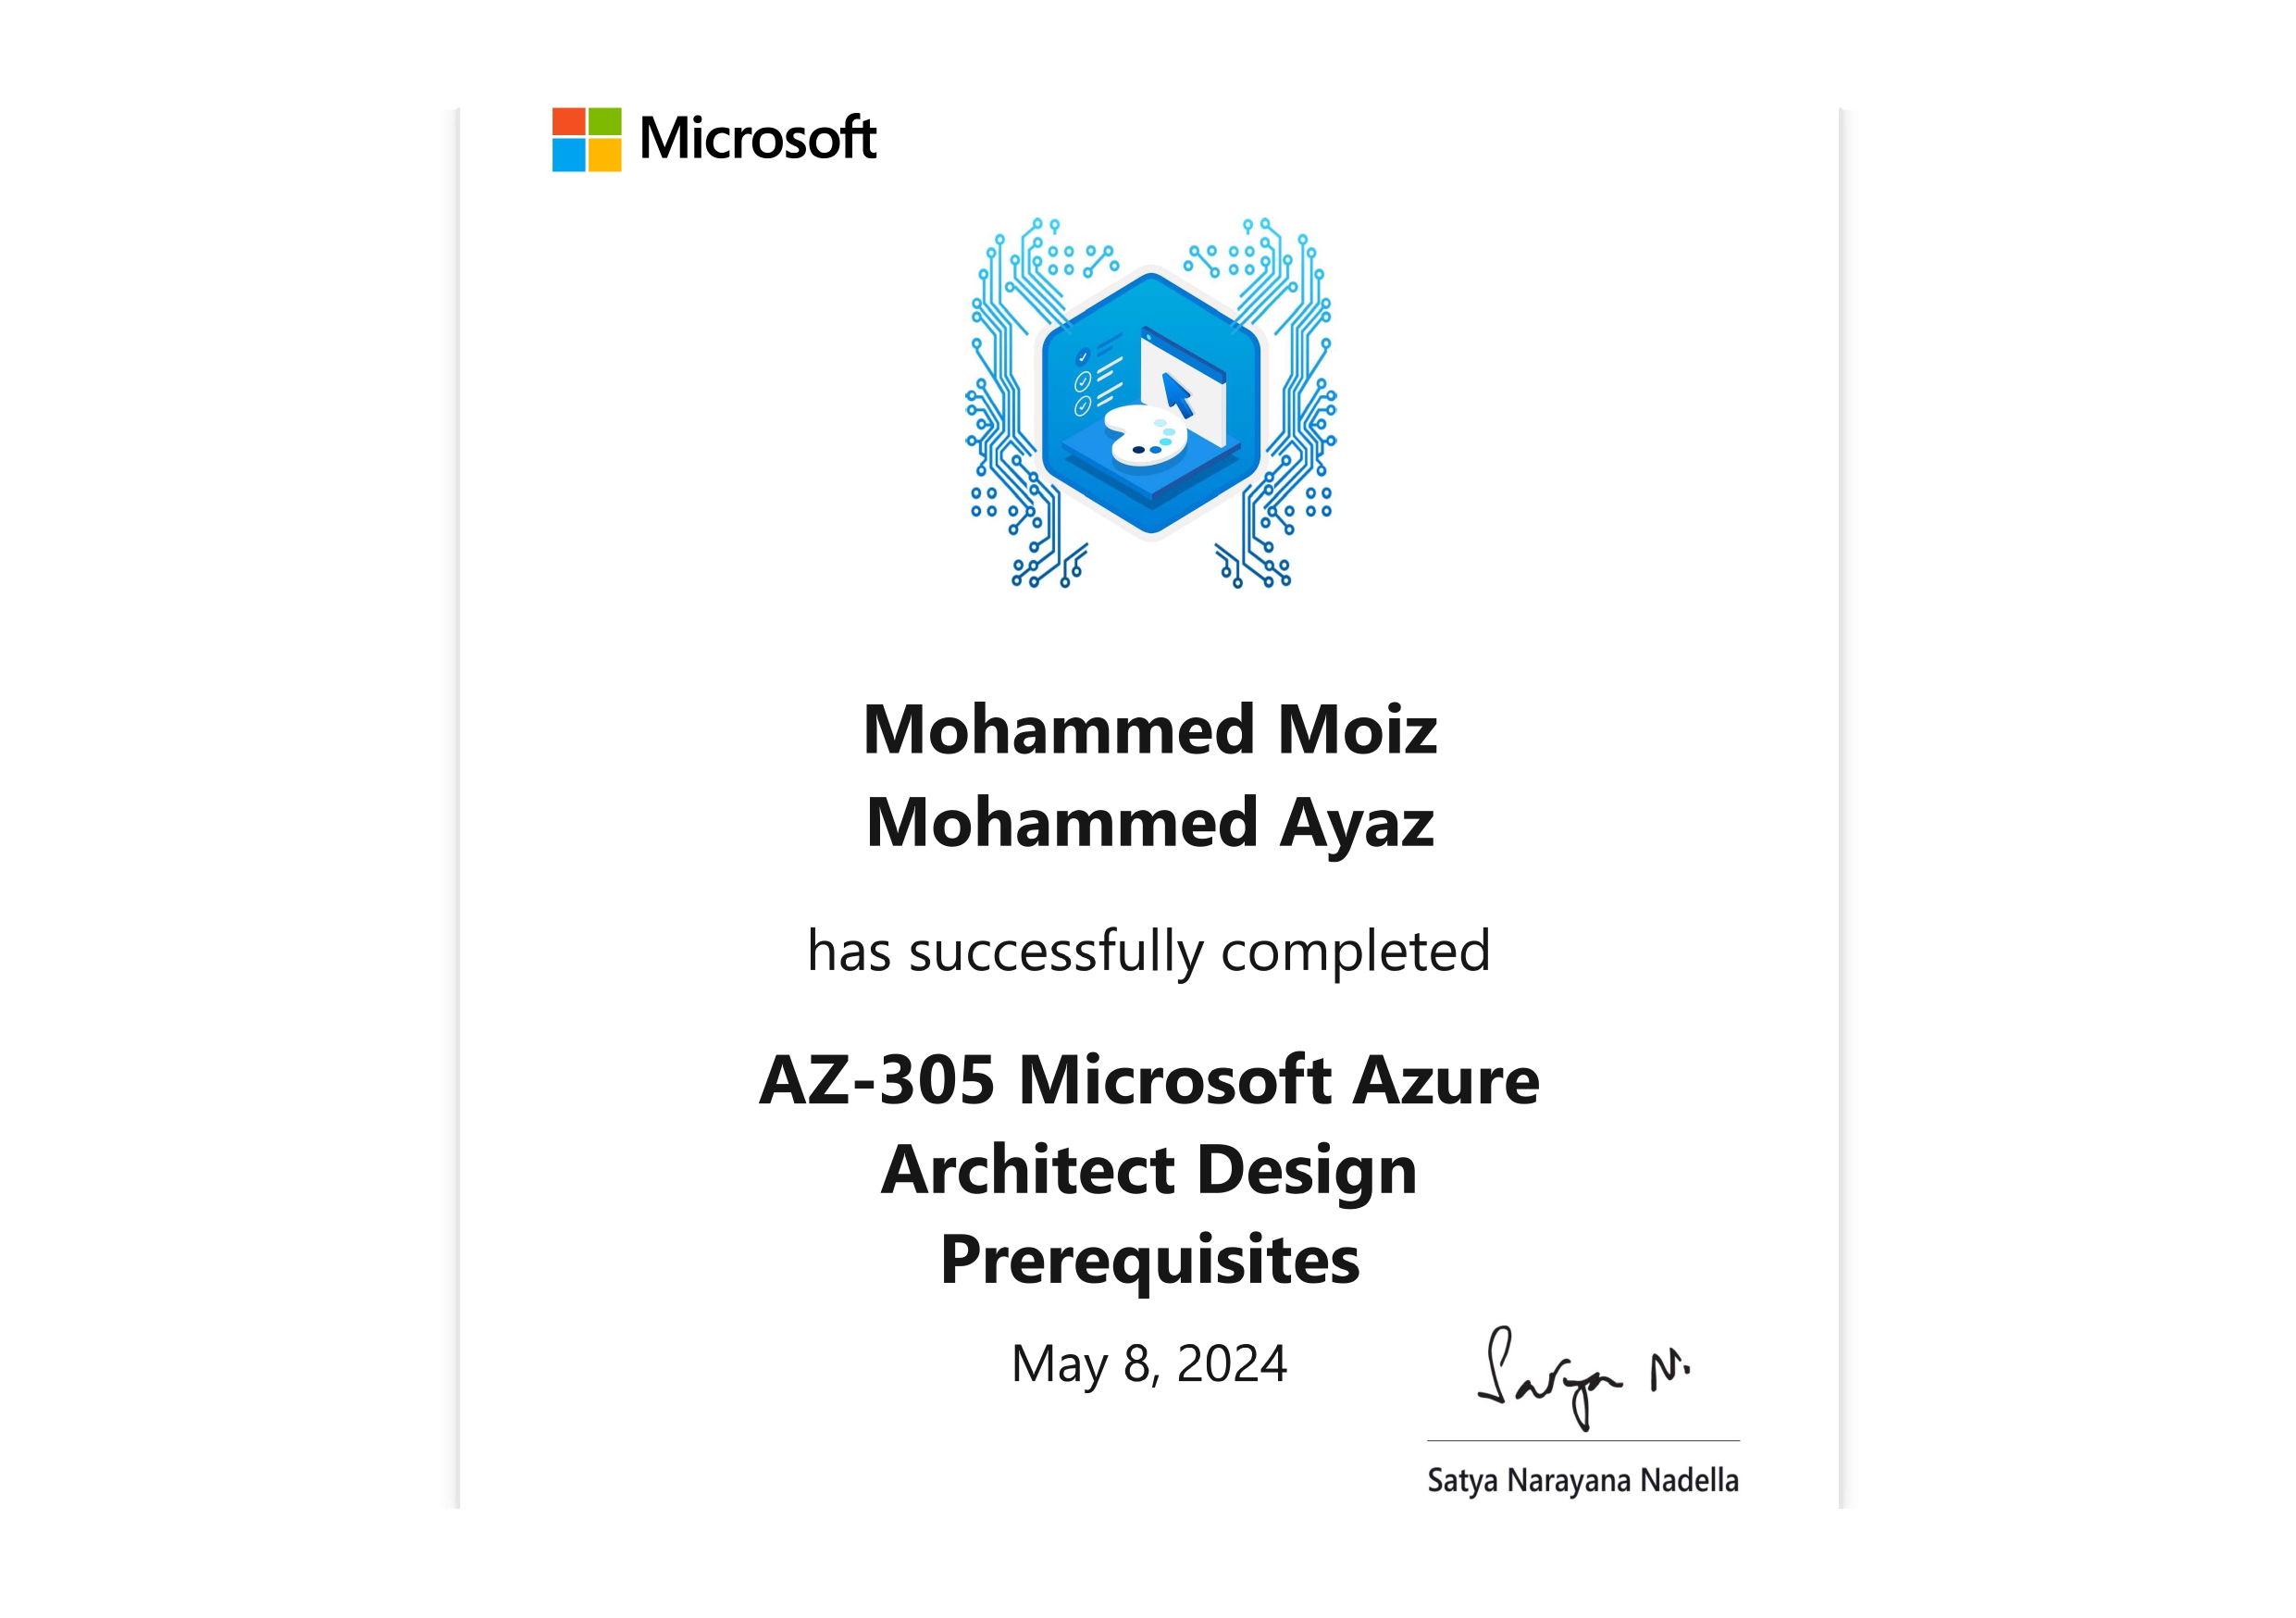 Microsoft
Mohammed Moiz
Mohammed Ayaz
has successfully completed
AZ-305 Microsoft Azure
Architect Design
Prerequisites
May 8, 2024
Satya N.
Satya Narayana Nadella